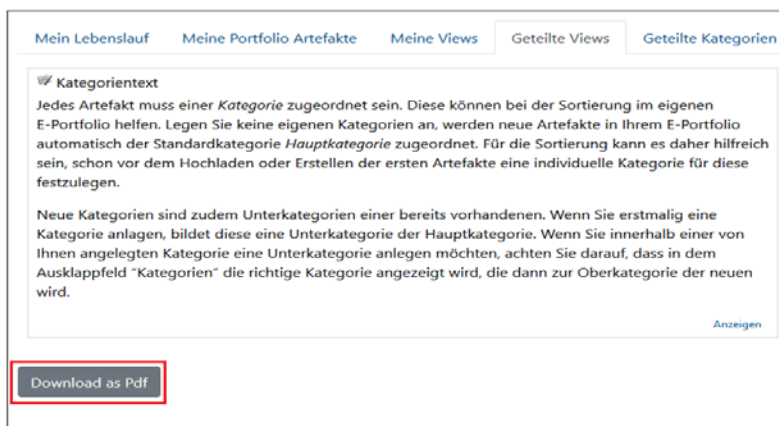 Mein Lebenslauf Meine Portfolio Artefakte Meine Views Geteilte Views Geteilte Kategorien
Kategorientext
Jedes Artefakt muss einer Kategorie zugeordnet sein. Diese können bei der Sortierung im eigenen
E-Portfolio helfen. Legen Sie keine eigenen Kategorien an, werden neue Artefakte in Ihrem E-Portfolio
automatisch der Standardkategorie Hauptkategorie zugeordnet. Für die Sortierung kann es daher hilfreich
sein, schon vor dem Hochladen oder Erstellen der ersten Artefakte eine individuelle Kategorie für diese
festzulegen.
Neue Kategorien sind zudem Unterkategorien einer bereits vorhandenen. Wenn Sie erstmalig eine
Kategorie anlagen, bildet diese eine Unterkategorie der Hauptkategorie. Wenn Sie innerhalb einer von
Ihnen angelegten Kategorie eine Unterkategorie anlegen möchten, achten Sie darauf, dass in dem
Ausklappfeld "Kategorien" die richtige Kategorie angezeigt wird, die dann zur Oberkategorie der neuen
wird.
Anzeigen
Download as Pdf